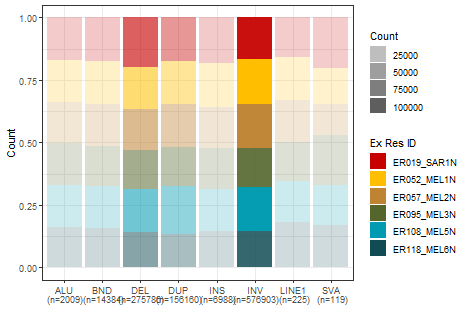 Count
1.00
0.75
0.50
0.25
0.00
ALU
(n=2009)
BND
(n=14384)
DEL
(n=275786)
DUP
(n=156160)
INS
(n=6988)
INV
(n=576903)
LINE1
(n=225)
SVA
(n=119)
Count
25000
50000
75000
100000
Ex Res ID
ER019_SAR1N
ER052_MEL1N
ER057_MEL2N
ER095_MEL3N
ER108_MEL5N
ER118_MEL6N